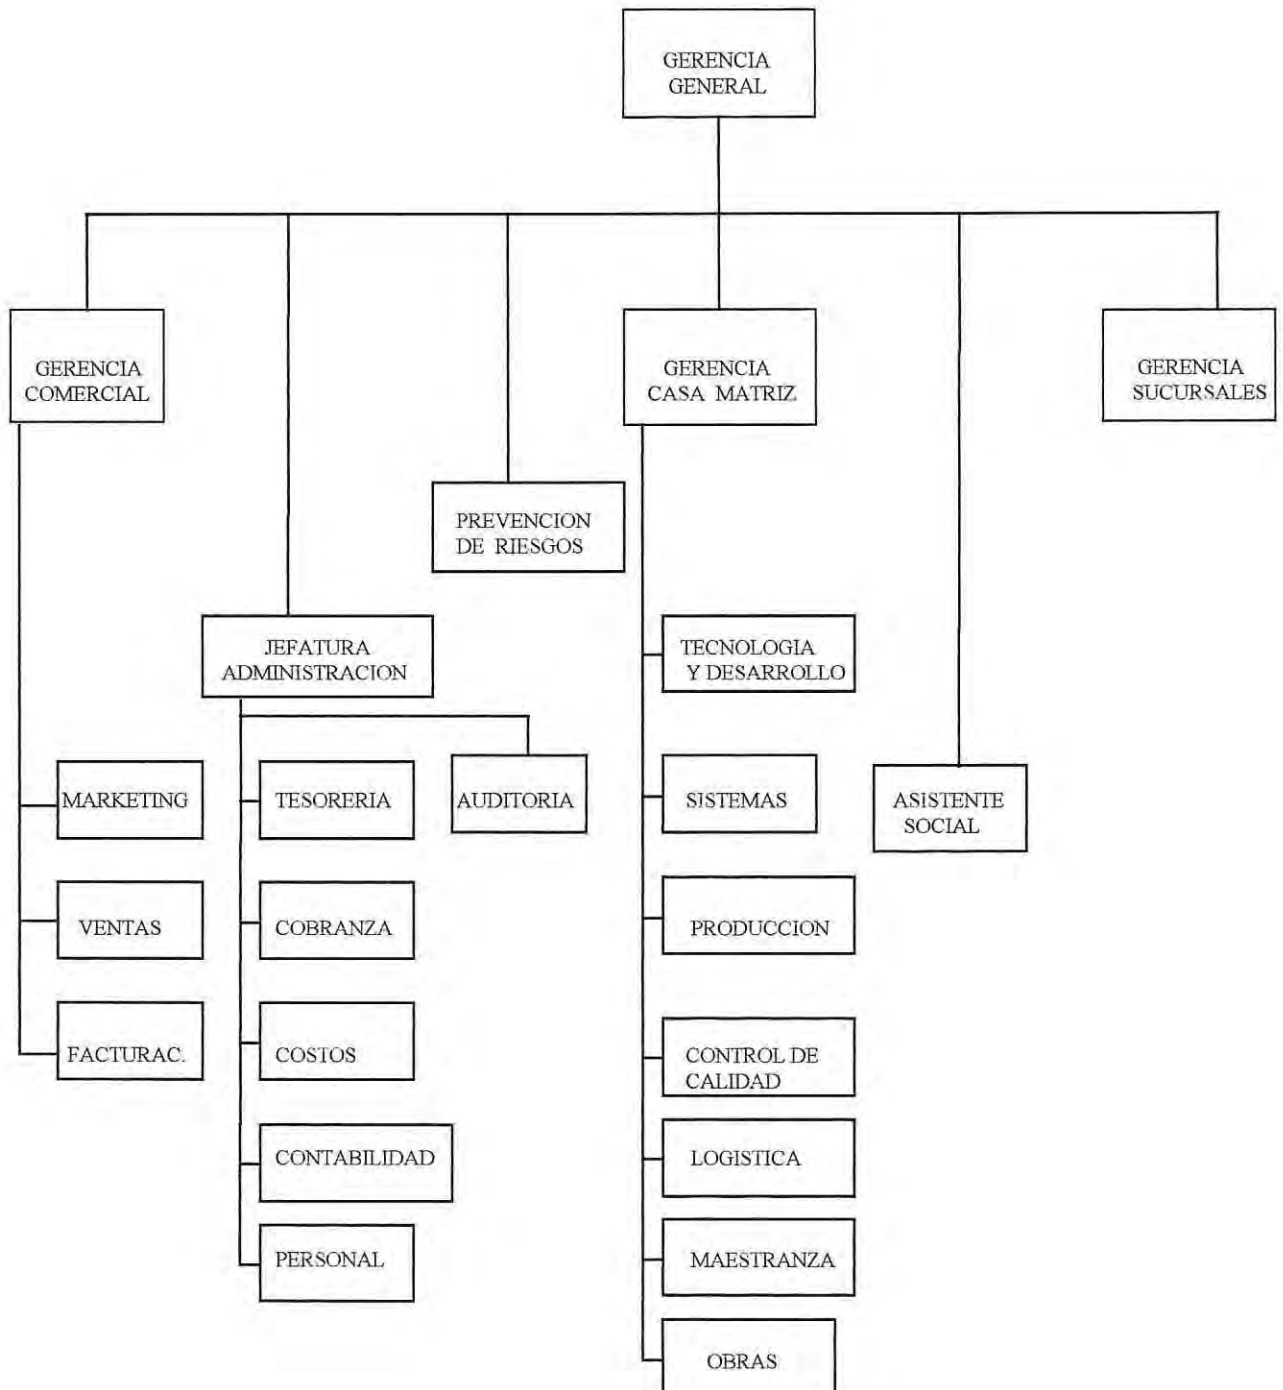 GERENCIA
GENERAL
GERENCIA
COMERCIAL
GERENCIA
CASA MATRIZ
GERENCIA
SUCURSALES
PREVENCION
DE RIESGOS
JEFATURA
ADMINISTRACION
TECNOLOGIA
Y DESARROLLO
MARKETING
TESORERIA
AUDITORIA
SISTEMAS
ASISTENTE
SOCIAL
VENTAS
COBRANZA
PRODUCCION
FACTURAC.
COSTOS
CONTROL DE
CALIDAD
CONTABILIDAD
LOGISTICA
PERSONAL
MAESTRANZA
OBRAS